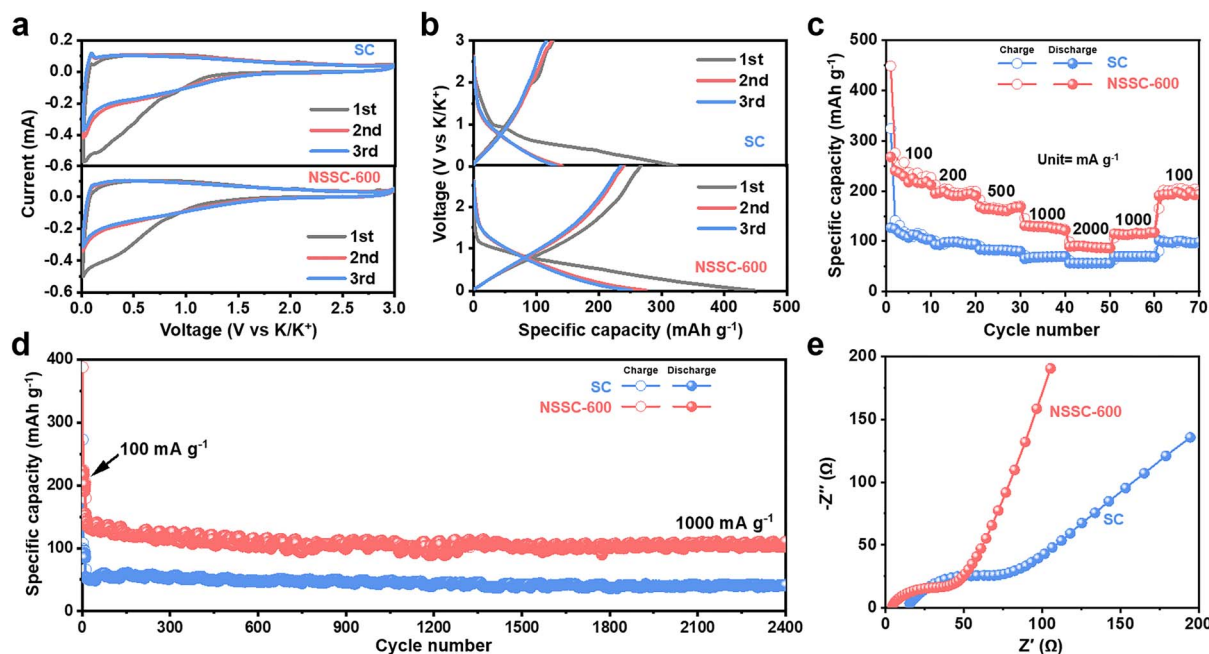 a
0.2
0.0
-0.2
-0.4
-0.6
SC
1st
2nd
3rd
0.2
0.0
-0.2
-0.4
-0.6
NSSC-600
1st
2nd
3rd
Current (mA)
0.0 0.5 1.0 1.5 2.0 2.5 3.0
Voltage (V vs K/K⁺)
b
3
2
1
0
1st
2nd
3rd
SC
2
1
0
1st
2nd
3rd
NSSC-600
Voltage (V vs K/K⁺)
0 100 200 300 400 500
Specific capacity (mAh g⁻¹)
c
500
400
300
200
100
0
Charge Discharge
SC
NSSC-600
Unit= mA g⁻¹
100
200
500
1000
2000
1000
100
Specific capacity (mAh g⁻¹)
0 10 20 30 40 50 60 70
Cycle number
d
400
300
200
100
0
Charge Discharge
SC
NSSC-600
100 mA g⁻¹
1000 mA g⁻¹
Specific capacity (mAh g⁻¹)
0 300 600 900 1200 1500 1800 2100 2400
Cycle number
e
200
150
100
50
0
NSSC-600
SC
-Z″ (Ω)
0 50 100 150 200
Z′ (Ω)